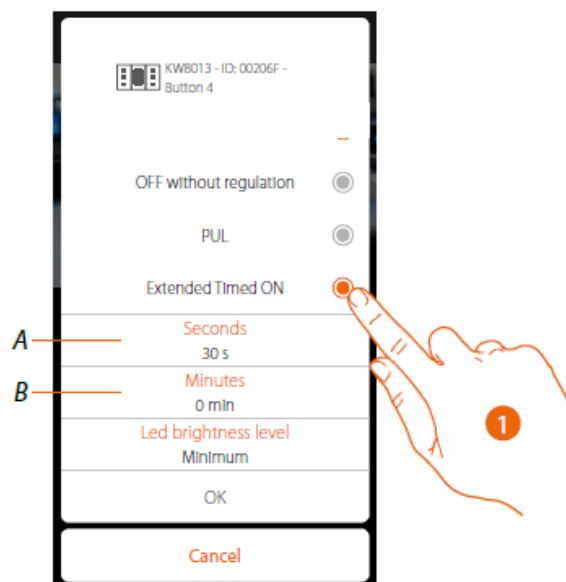 KW8013 - ID: 00206F -
Button 4
OFF without regulation
PUL
Extended Timed ON
A
Seconds
30 s
B
Minutes
0 min
Led brightness level
Minimum
OK
Cancel
1